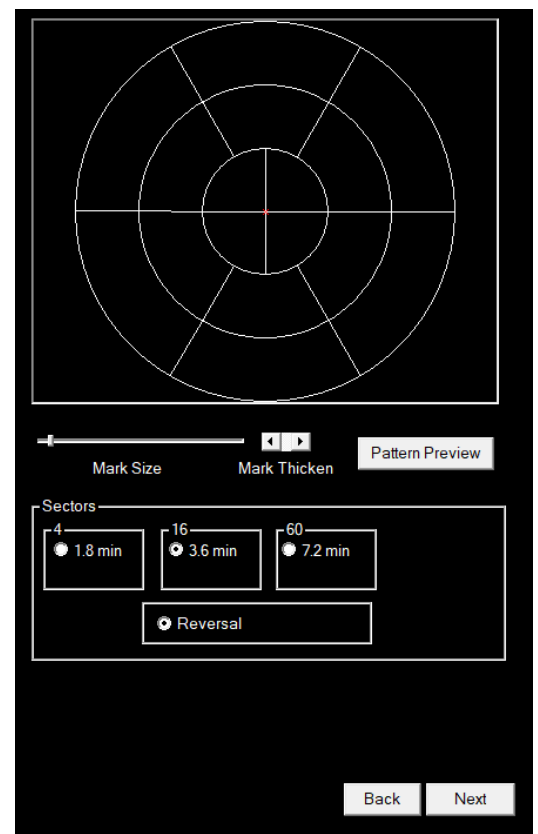 Mark Size
Mark Thicken
Pattern Preview
Sectors
4
16
60
1.8 min
3.6 min
7.2 min
Reversal
Back
Next